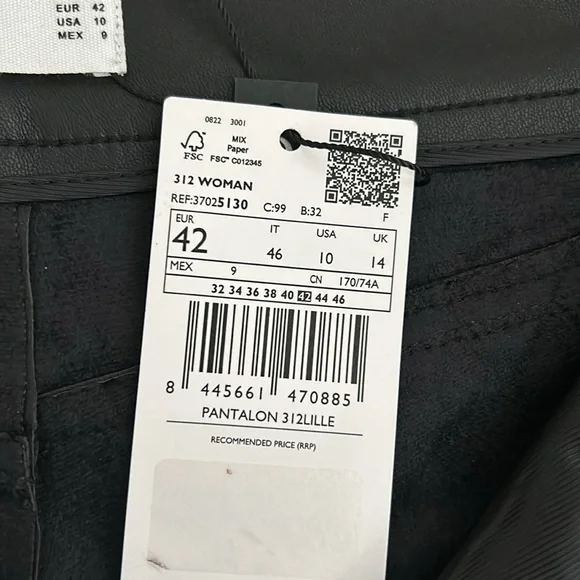 EUR 42
USA 10
MEX 9
0822 3001
MIX
Paper
FSC FSC™ C012345
312 WOMAN
REF:37025130 C:99 B:32 F
EUR IT USA UK
42 46 10 14
MEX 9 CN 170/74A
32 34 36 38 40 42 44 46
8 445661 470885
PANTALON 312LILLE
RECOMMENDED PRICE (RRP)